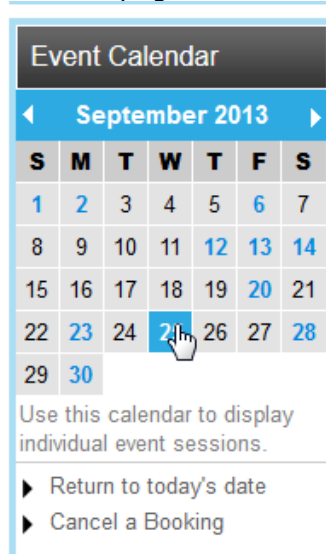 Event Calendar
September 2013
S M T W T F S
1 2 3 4 5 6 7
8 9 10 11 12 13 14
15 16 17 18 19 20 21
22 23 24 25 26 27 28
29 30
Use this calendar to display
individual event sessions.
Return to today's date
Cancel a Booking